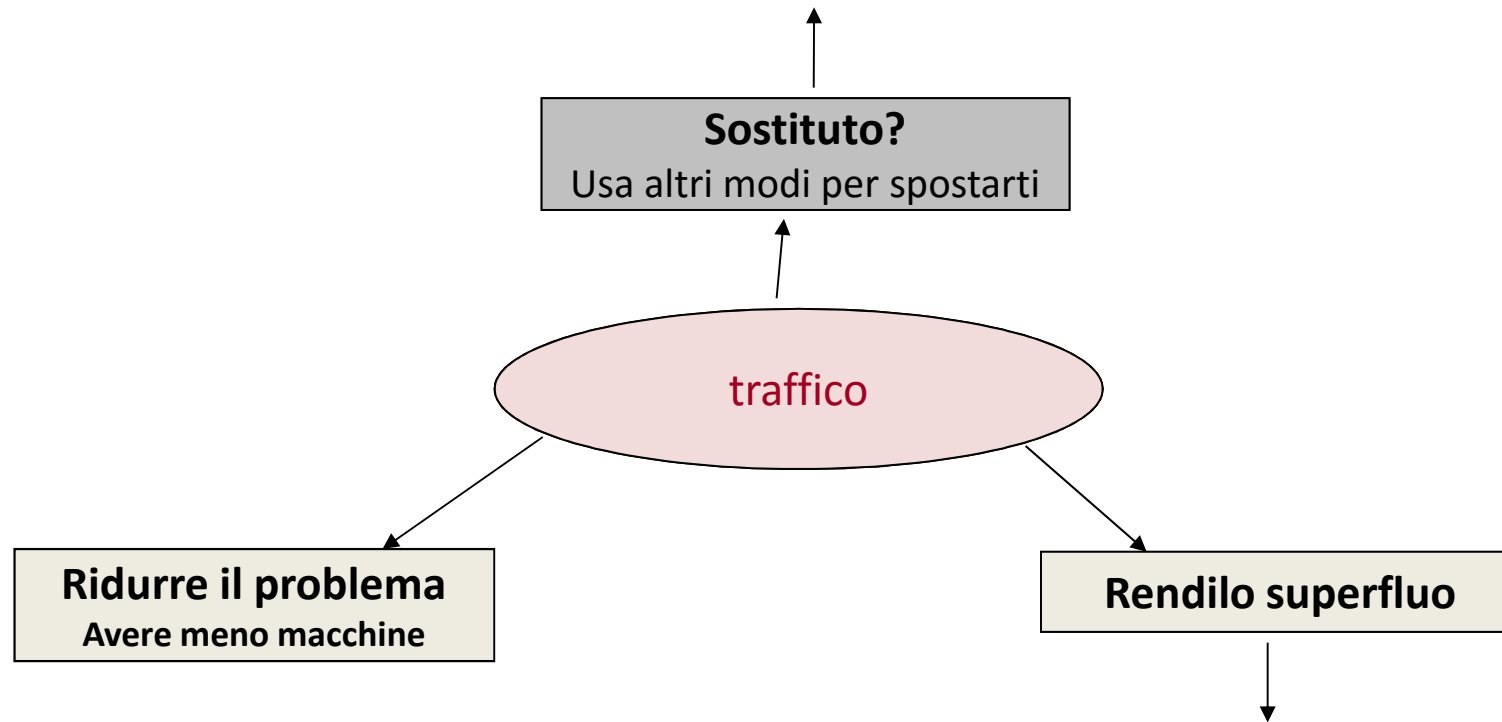 Sostituto?
Usa altri modi per spostarti
traffico
Ridurre il problema
Avere meno macchine
Rendilo superfluo